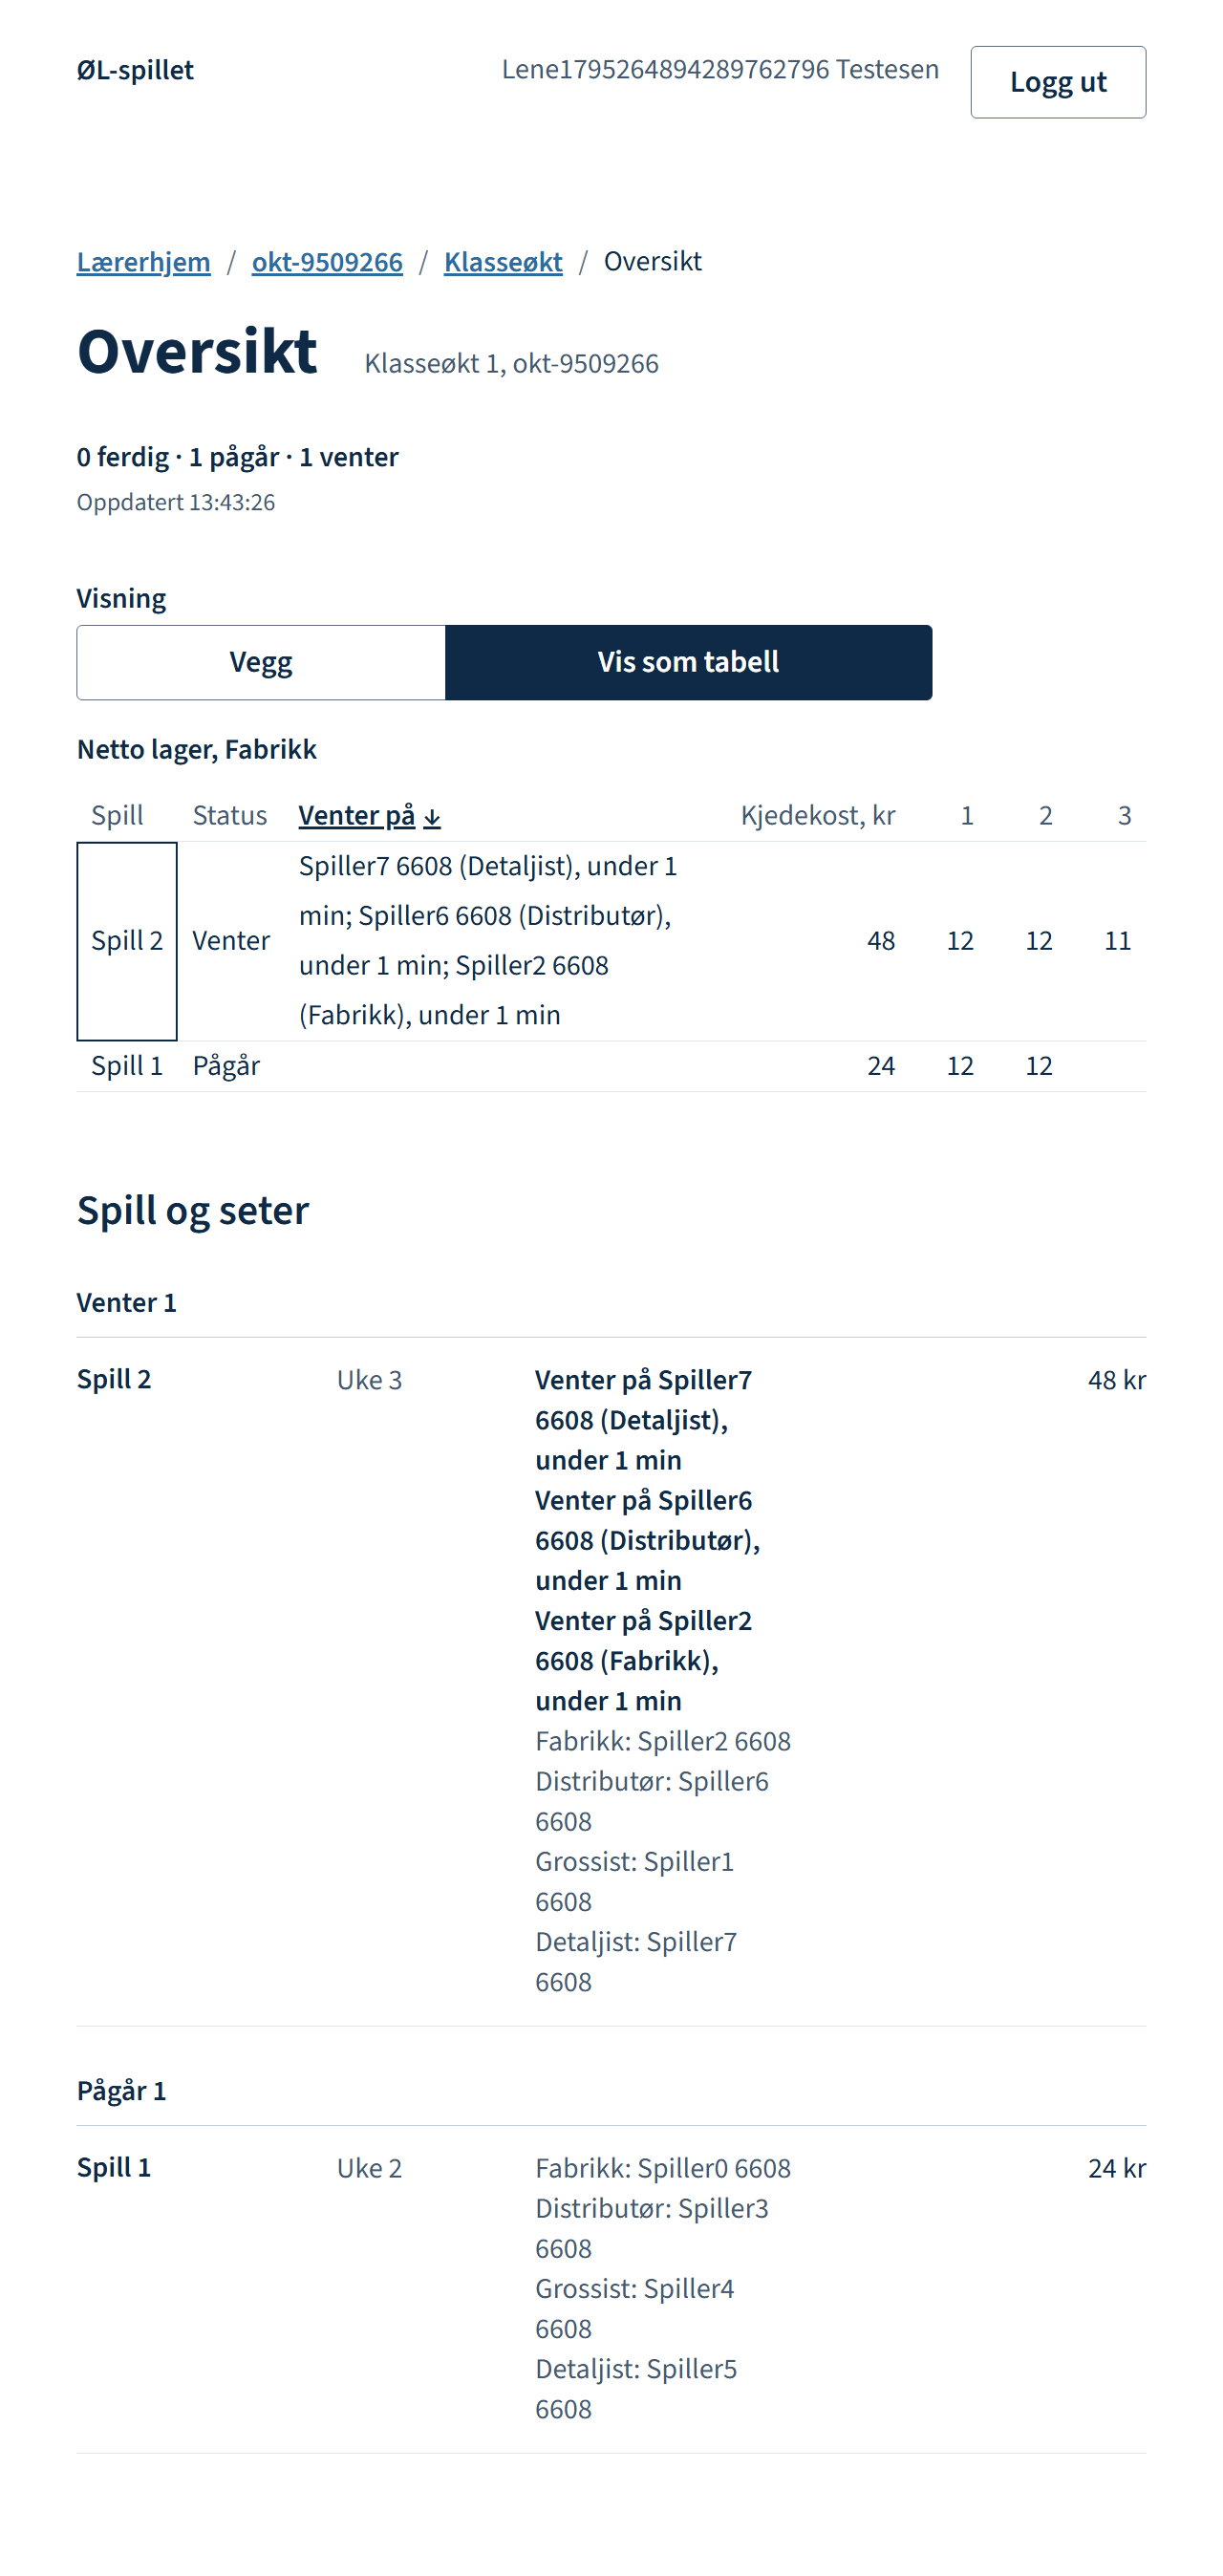 ØL-spillet
Lene1795264894289762796 Testesen
Logg ut
Lærerhjem / okt-9509266 / Klasseøkt / Oversikt
Oversikt
Klasseøkt 1, okt-9509266
0 ferdig · 1 pågår · 1 venter
Oppdatert 13:43:26
Visning
Vegg
Vis som tabell
Netto lager, Fabrikk
Spill Status Venter på ↓ Kjedekost, kr 1 2 3
Spill 2 Venter Spiller7 6608 (Detaljist), under 1
min; Spiller6 6608 (Distributør),
under 1 min; Spiller2 6608
(Fabrikk), under 1 min
48 12 12 11
Spill 1 Pågår 24 12 12
Spill og seter
Venter 1
Spill 2
Uke 3
Venter på Spiller7
6608 (Detaljist),
under 1 min
Venter på Spiller6
6608 (Distributør),
under 1 min
Venter på Spiller2
6608 (Fabrikk),
under 1 min
Fabrikk: Spiller2 6608
Distributør: Spiller6
6608
Grossist: Spiller1
6608
Detaljist: Spiller7
6608
48 kr
Pågår 1
Spill 1
Uke 2
Fabrikk: Spiller0 6608
Distributør: Spiller3
6608
Grossist: Spiller4
6608
Detaljist: Spiller5
6608
24 kr